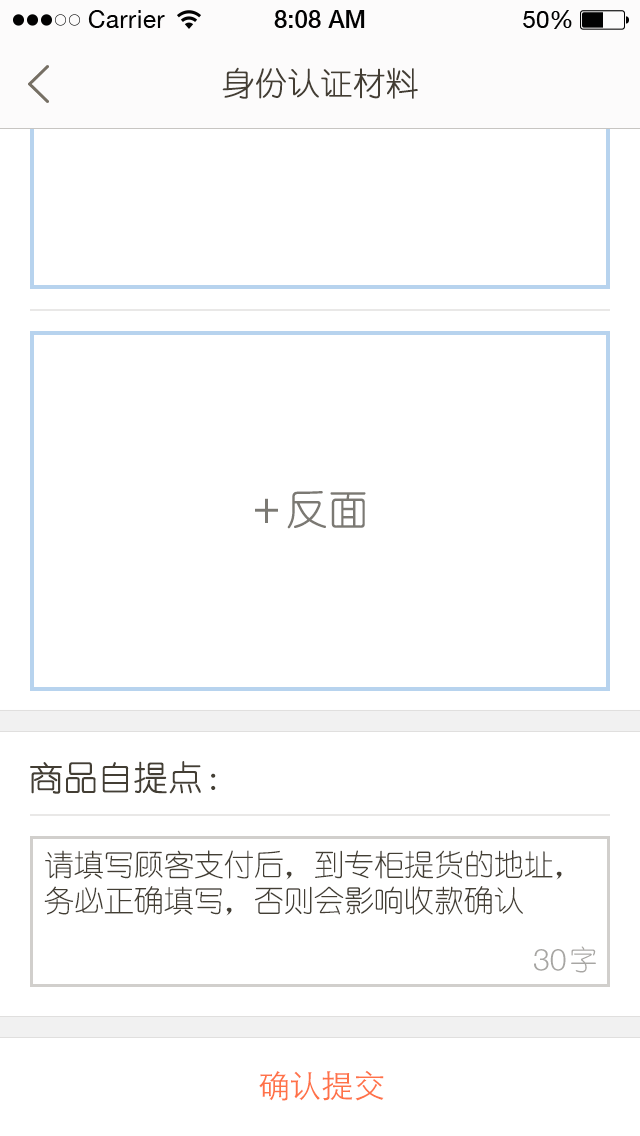 Carrier 8:08 AM 50%
身份认证材料
+反面
商品自提点：
请填写顾客支付后，到专柜提货的地址，
务必正确填写，否则会影响收款确认
30字
确认提交